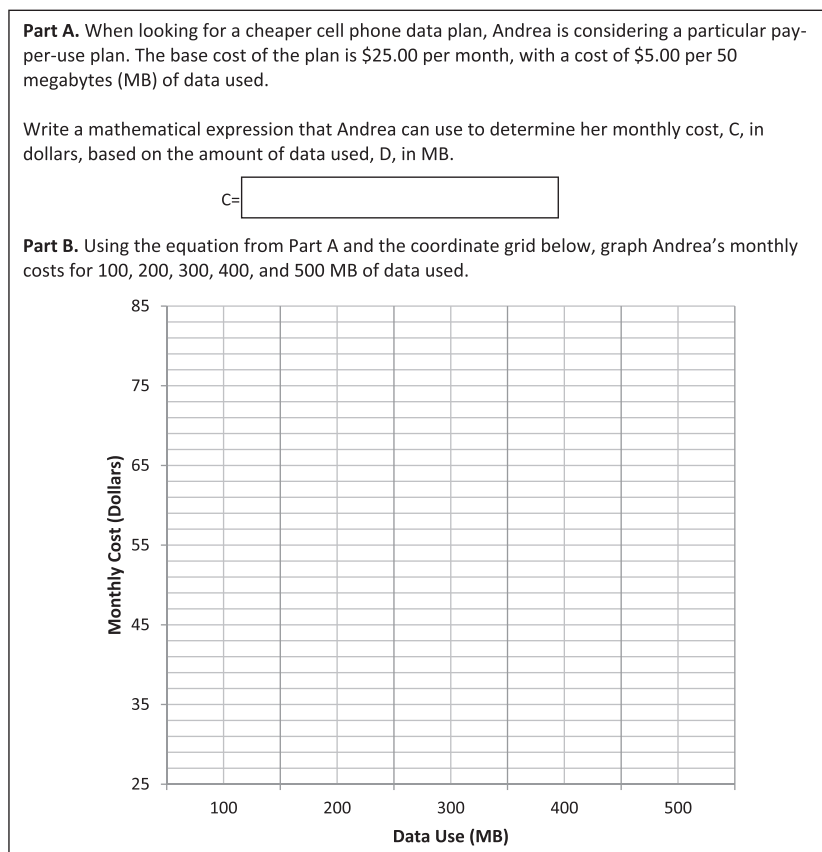 Part A. When looking for a cheaper cell phone data plan, Andrea is considering a particular pay-
per-use plan. The base cost of the plan is $25.00 per month, with a cost of $5.00 per 50
megabytes (MB) of data used.
Write a mathematical expression that Andrea can use to determine her monthly cost, C, in
dollars, based on the amount of data used, D, in MB.
C=
Part B. Using the equation from Part A and the coordinate grid below, graph Andrea's monthly
costs for 100, 200, 300, 400, and 500 MB of data used.
85
75
65
55
45
35
25
Monthly Cost (Dollars)
100 200 300 400 500
Data Use (MB)